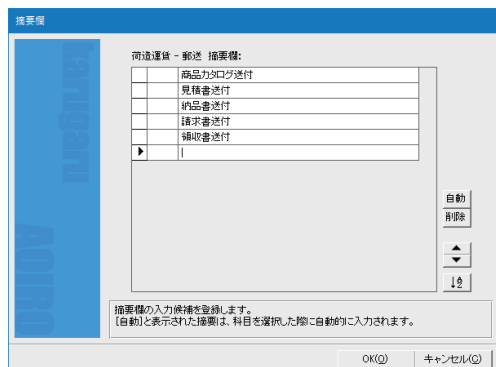 摘要欄
karugaru
AOIRO
荷造運賃 - 郵送 摘要欄:
商品カタログ送付
見積書送付
納品書送付
請求書送付
領収書送付
自動
削除
摘要欄の入力候補を登録します。
[自動]と表示された摘要は、科目を選択した際に自動的に入力されます。
OK(O) キャンセル(C)